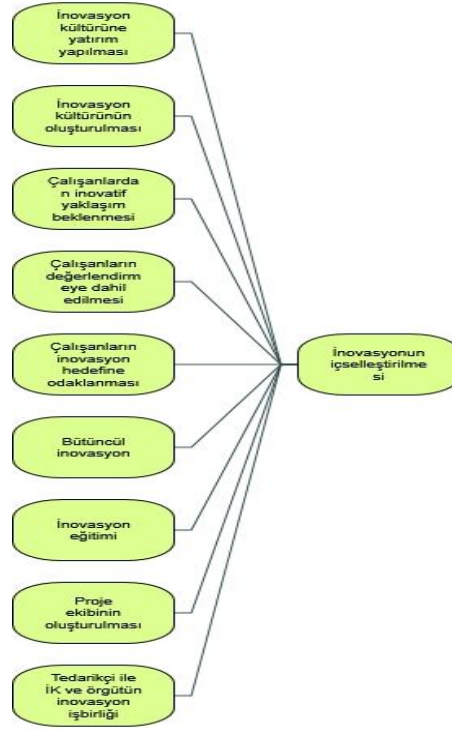 İnovasyon
kültürüne
yatırım
yapılması
İnovasyon
kültürünün
oluşturulması
Çalışanlarda
n inovatif
yaklaşım
beklenmesi
Çalışanların
değerlendirm
eye dahil
edilmesi
Çalışanların
inovasyon
hedefine
odaklanması
İnovasyonun
içselleştirilme
si
Bütüncül
inovasyon
İnovasyon
eğitimi
Proje
ekibinin
oluşturulması
Tedarikçi ile
İK ve örgütün
inovasyon
işbirliği